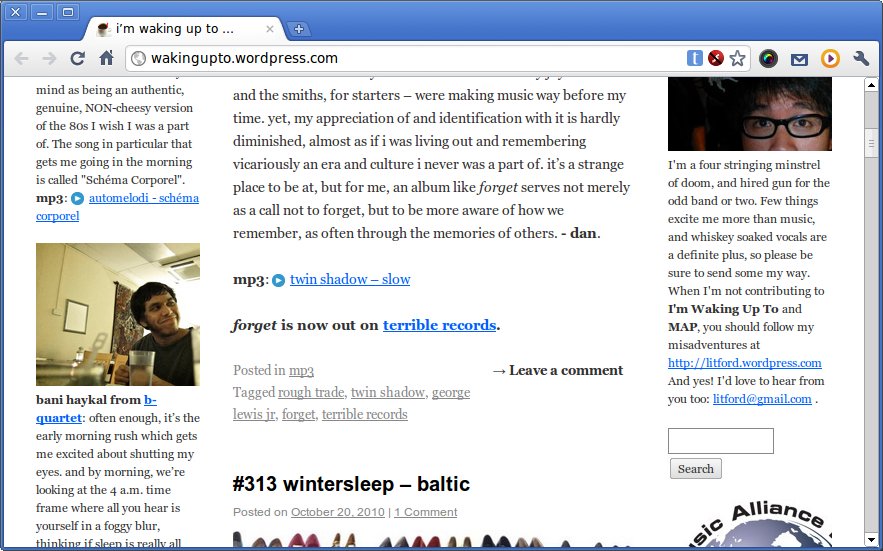 i'm waking up to ...
wakingupto.wordpress.com
mind as being an authentic,
genuine, NON-cheesy version
of the 80s I wish I was a part
of. The song in particular that
gets me going in the morning
is called "Schéma Corporel".
mp3: automelodi - schéma
corporel
bani haykal from b-
quartet: often enough, it's the
early morning rush which gets
me excited about shutting my
eyes. and by morning, we're
looking at the 4 a.m. time
frame where all you hear is
yourself in a foggy blur,
thinking if sleep is really all
and the smiths, for starters – were making music way before my
time. yet, my appreciation of and identification with it is hardly
diminished, almost as if i was living out and remembering
vicariously an era and culture i never was a part of. it's a strange
place to be at, but for me, an album like forget serves not merely
as a call not to forget, but to be more aware of how we
remember, as often through the memories of others. - dan.
mp3: twin shadow – slow
forget is now out on terrible records.
Posted in mp3
→ Leave a comment
Tagged rough trade, twin shadow, george
lewis jr, forget, terrible records
#313 wintersleep – baltic
Posted on October 20, 2010 | 1 Comment
I'm a four stringing minstrel
of doom, and hired gun for the
odd band or two. Few things
excite me more than music,
and whiskey soaked vocals are
a definite plus, so please be
sure to send some my way.
When I'm not contributing to
I'm Waking Up To and
MAP, you should follow my
misadventures at
http://litford.wordpress.com
And yes! I'd love to hear from
you too: litford@gmail.com .
Search
Music Alliance